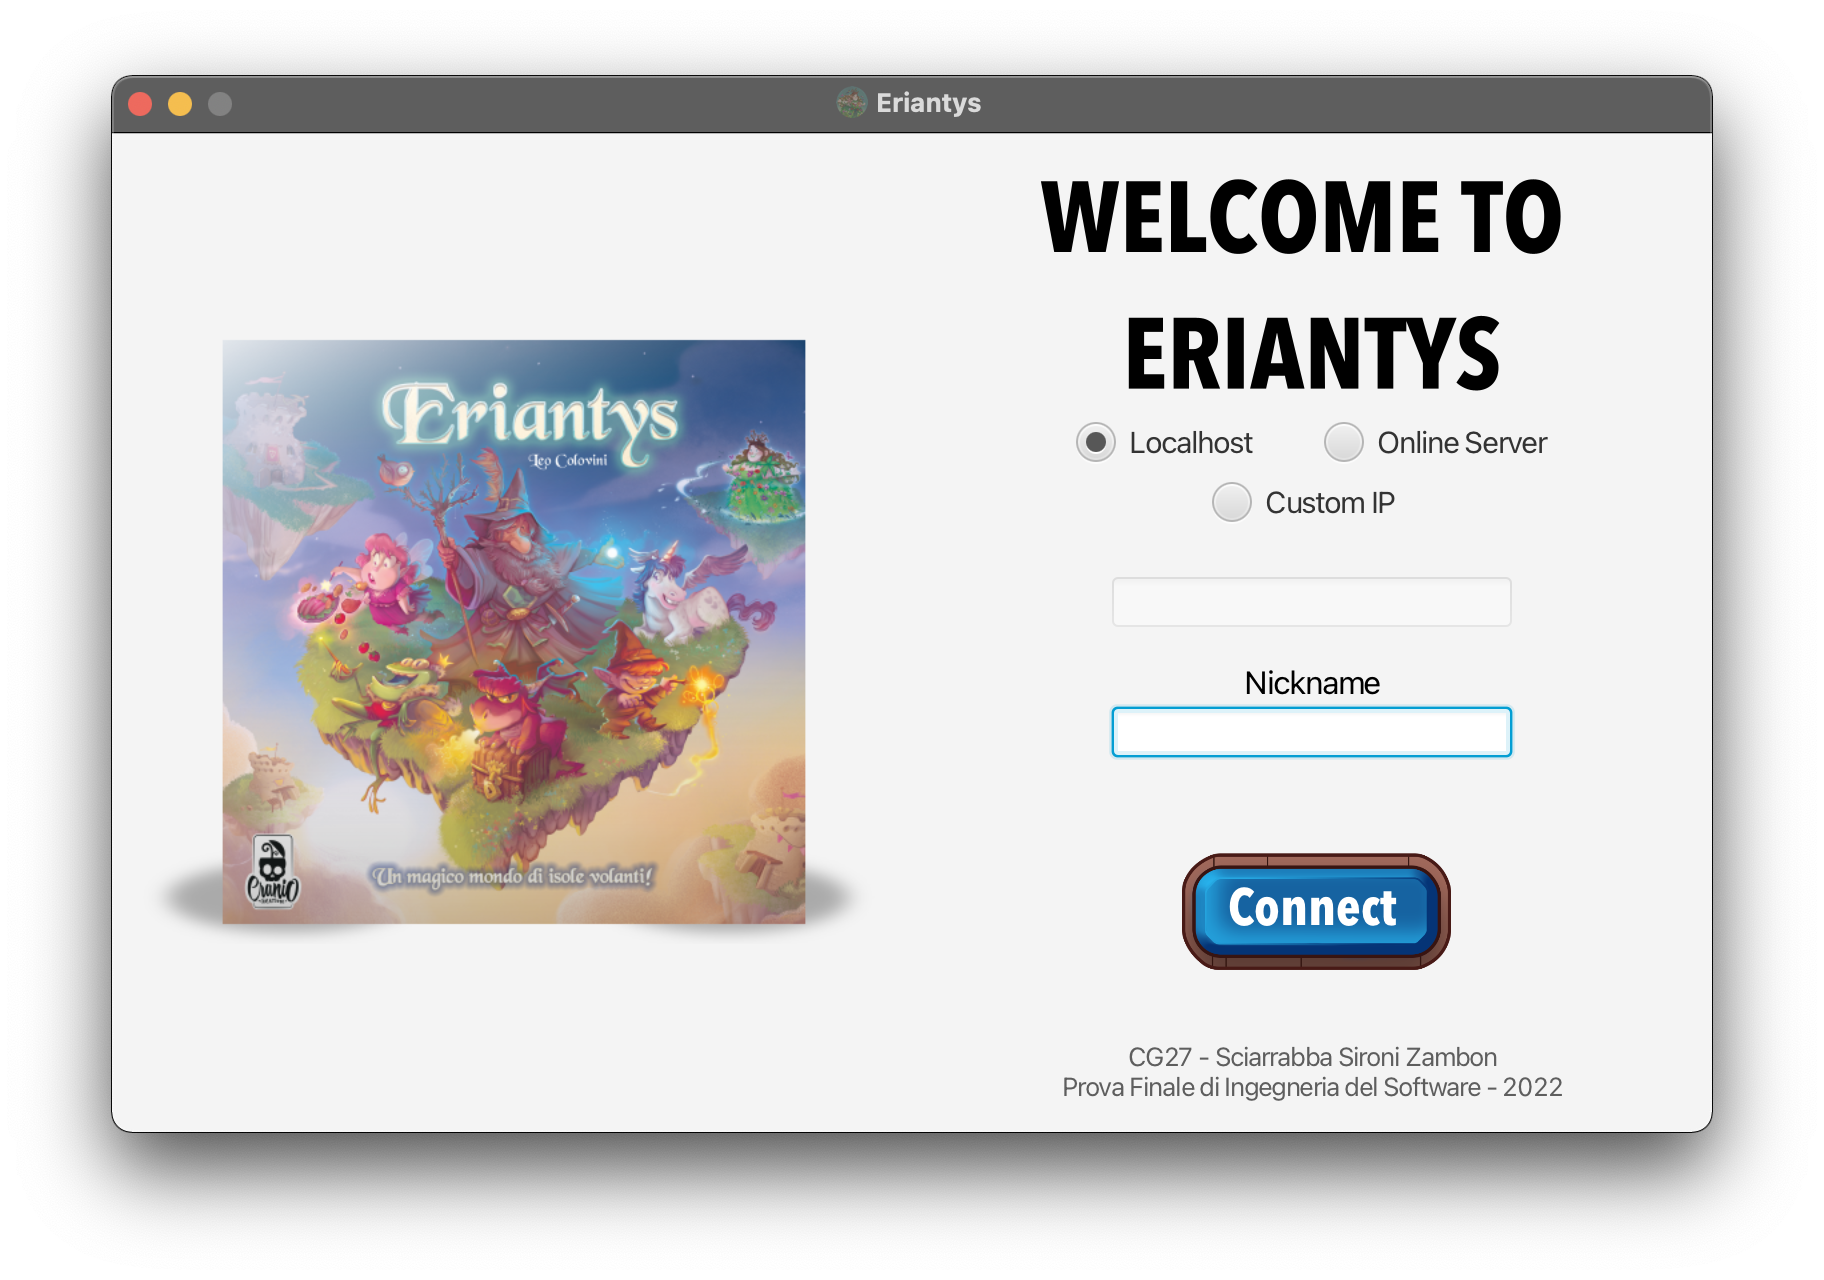 Eriantys
WELCOME TO
ERIANTYS
Localhost
Online Server
Custom IP
Nickname
Connect
CG27 - Sciarrabba Sironi Zambon
Prova Finale di Ingegneria del Software - 2022
Eriantys
Leo Colovini
Un magico mondo di isole volanti!
Cranio
CREATIONS